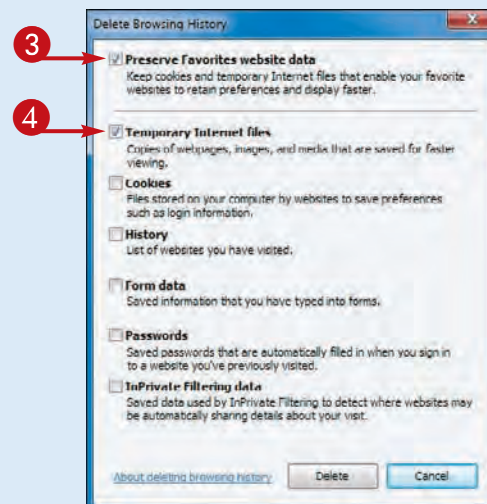 Delete Browsing History
3
Preserve Favorites website data
Keep cookies and temporary Internet files that enable your favorite
websites to retain preferences and display faster.
4
Temporary Internet files
Copies of webpages, images, and media that are saved for faster
viewing.
Cookies
Files stored on your computer by websites to save preferences
such as login information.
History
List of websites you have visited.
Form data
Saved information that you have typed into forms.
Passwords
Saved passwords that are automatically filled in when you sign in
to a website you've previously visited.
InPrivate Filtering data
Saved data used by InPrivate Filtering to detect where websites may
be automatically sharing details about your visit.
About deleting browsing history
Delete
Cancel